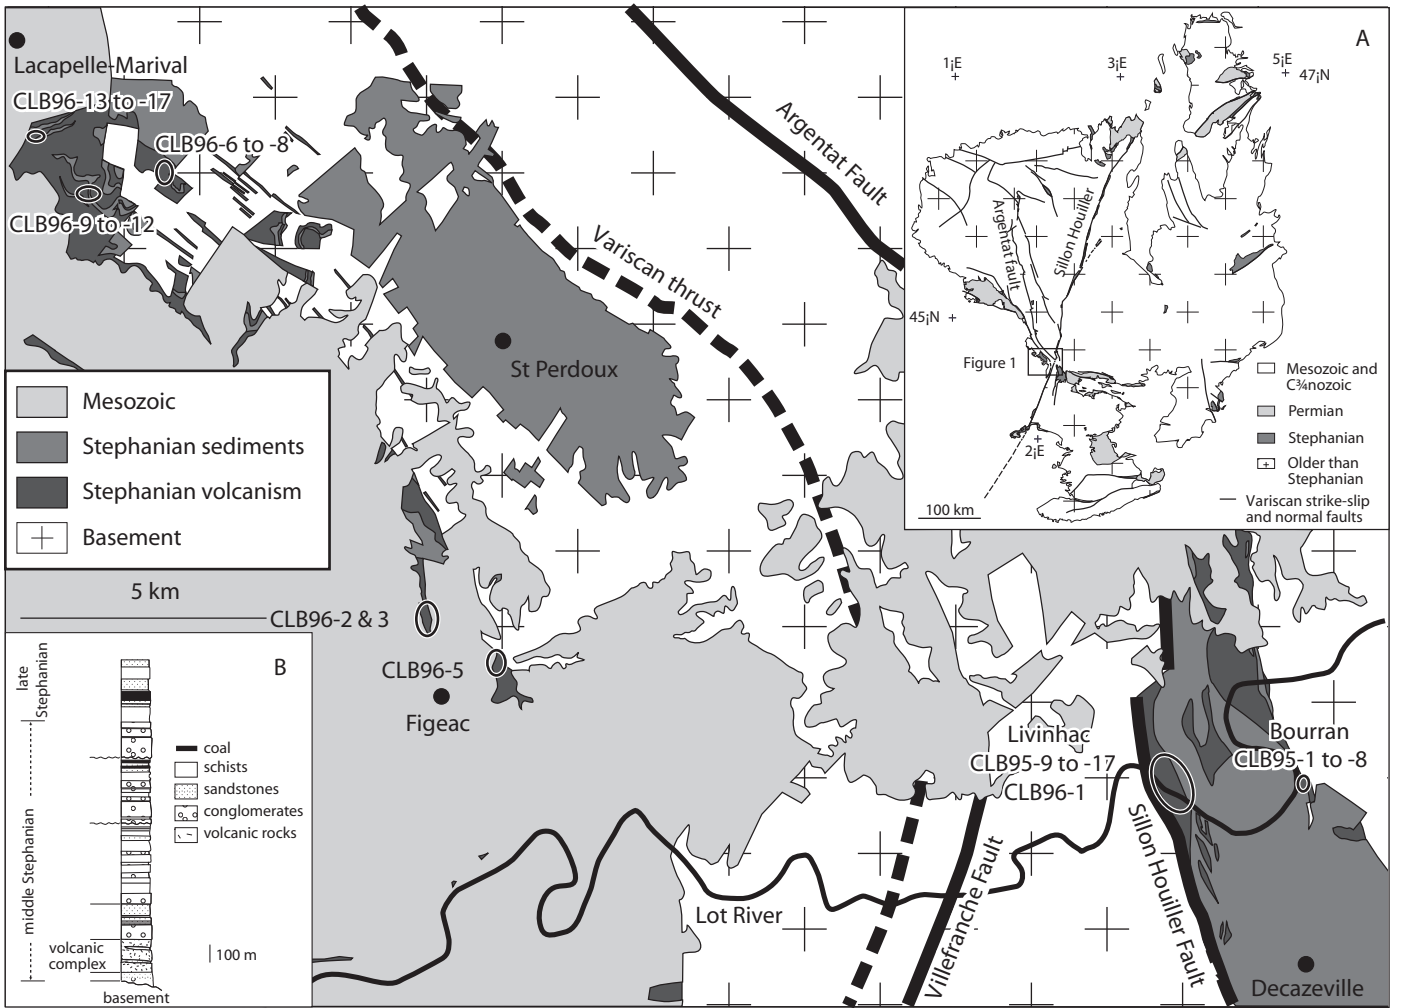 Lacapelle-Marival
CLB96-13 to -17
CLB96-6 to -8
CLB96-9 to -12
Argentat Fault
Variscan thrust
St Perdoux
Mesozoic
Stephanian sediments
Stephanian volcanism
Basement
5 km
CLB96-2 & 3
CLB96-5
Figeac
Livinhac
CLB95-9 to -17
CLB96-1
Bourran
CLB95-1 to -8
Lot River
Villefranche Fault
Sillon Houiller Fault
Decazeville
A
1¡E
3¡E
5¡E
47¡N
Argentat fault
Sillon Houiller
45¡N
Figure 1
2¡E
100 km
Mesozoic and
C¾nozoic
Permian
Stephanian
Older than
Stephanian
Variscan strike-slip
and normal faults
B
late
Stephanian
middle Stephanian
volcanic
complex
basement
coal
schists
sandstones
conglomerates
volcanic rocks
100 m